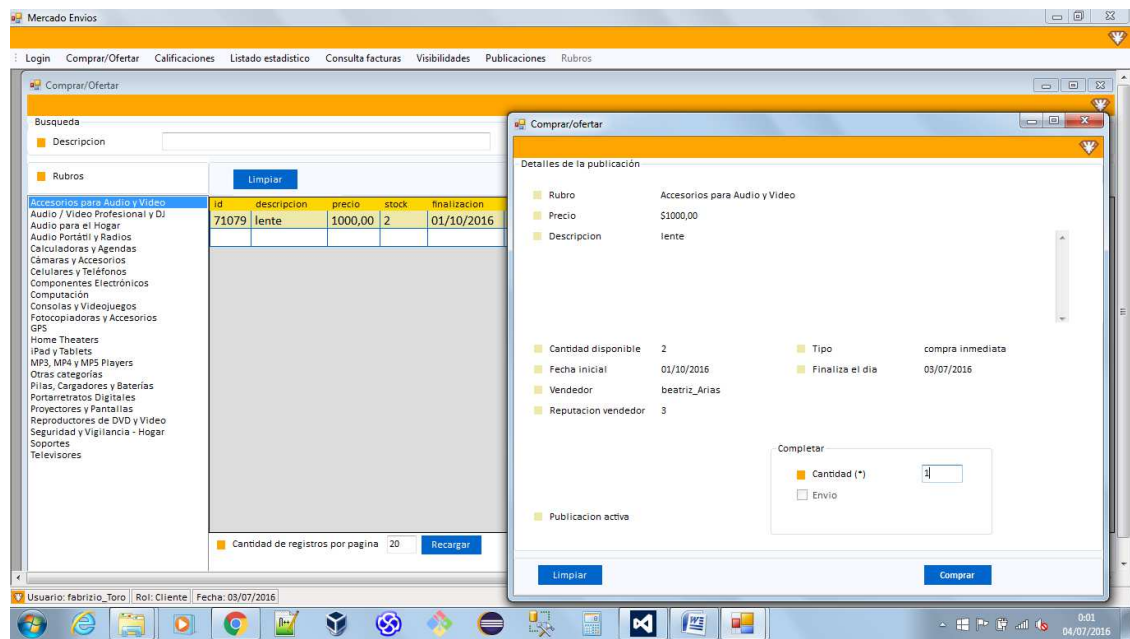 Mercado Envios
Login Comprar/Ofertar Calificaciones Listado estadistico Consulta facturas Visibilidades Publicaciones Rubros
Comprar/Ofertar
Busqueda
Descripcion
Rubros
Limpiar
Accesorios para Audio y Video
Audio / Video Profesional y DJ
Audio para el Hogar
Audio Portátil y Radios
Calculadoras y Agendas
Cámaras y Accesorios
Celulares y Teléfonos
Componentes Electrónicos
Computación
Consolas y Videojuegos
Fotocopiadoras y Accesorios
GPS
Home Theaters
iPad y Tablets
MP3, MP4 y MP5 Players
Otras categorías
Pilas, Cargadores y Baterías
Portarretratos Digitales
Proyectores y Pantallas
Reproductores de DVD y Video
Seguridad y Vigilancia - Hogar
Soportes
Televisores
id descripcion precio stock finalizacion
71079 lente 1000,00 2 01/10/2016
Cantidad de registros por pagina 20 Recargar
Comprar/ofertar
Detalles de la publicación
Rubro Accesorios para Audio y Video
Precio $1000,00
Descripcion lente
Cantidad disponible 2 Tipo compra inmediata
Fecha inicial 01/10/2016 Finaliza el dia 03/07/2016
Vendedor beatriz_Arias
Reputacion vendedor 3
Completar
Cantidad (*) 1
Envio
Publicacion activa
Limpiar Comprar
Usuario: fabrizio_Toro Rol: Cliente Fecha: 03/07/2016
0:01
04/07/2016